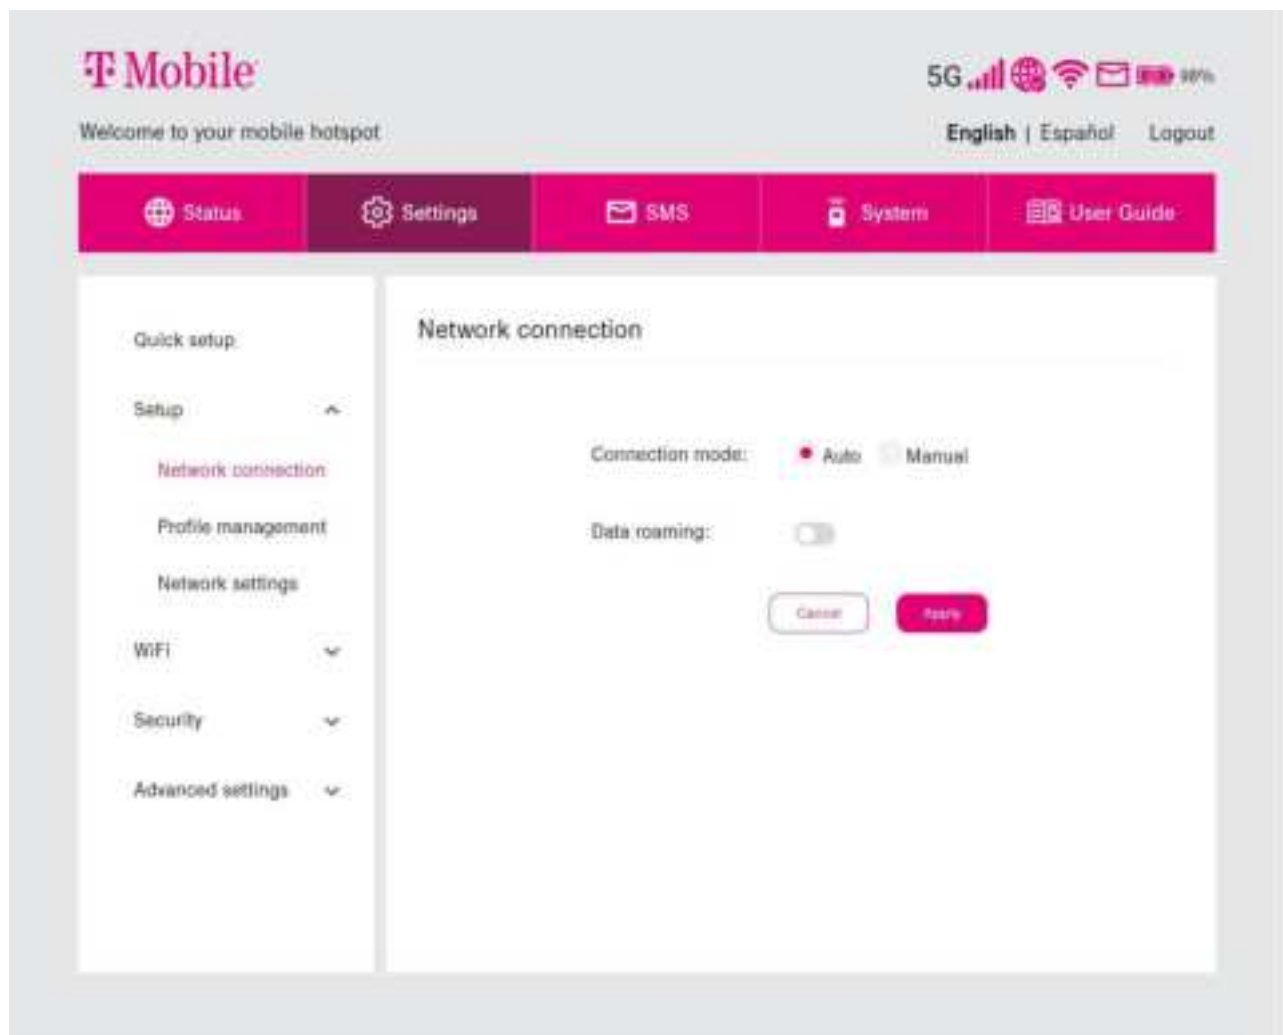 T Mobile
5G 98%
Welcome to your mobile hotspot
English | Español Logout
Status
Settings
SMS
System
User Guide
Quick setup
Setup
Network connection
Profile management
Network settings
WiFi
Security
Advanced settings
Network connection
Connection mode: Auto Manual
Data roaming:
Cancel Apply